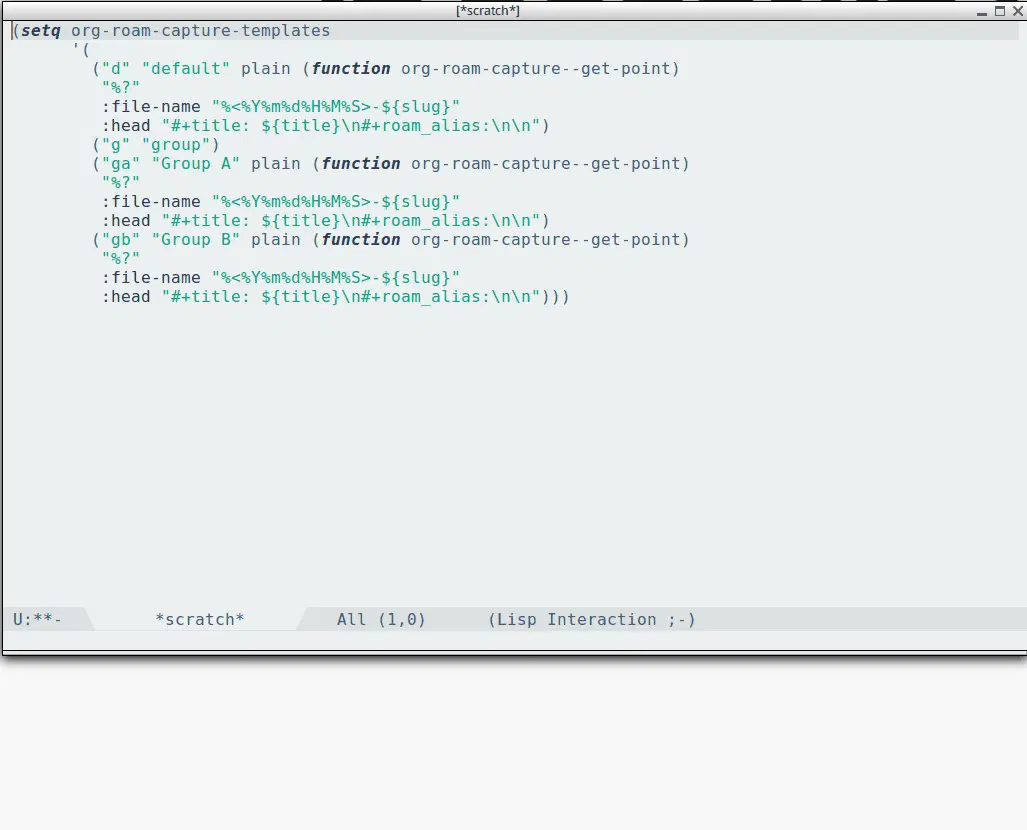 [*scratch*]
(setq org-roam-capture-templates
      '(
        ("d" "default" plain (function org-roam-capture--get-point)
         "%?"
         :file-name "%<%Y%m%d%H%M%S>-${slug}"
         :head "#+title: ${title}\n#+roam_alias:\n\n")
        ("g" "group")
        ("ga" "Group A" plain (function org-roam-capture--get-point)
         "%?"
         :file-name "%<%Y%m%d%H%M%S>-${slug}"
         :head "#+title: ${title}\n#+roam_alias:\n\n")
        ("gb" "Group B" plain (function org-roam-capture--get-point)
         "%?"
         :file-name "%<%Y%m%d%H%M%S>-${slug}"
         :head "#+title: ${title}\n#+roam_alias:\n\n")))
U:**- *scratch* All (1,0) (Lisp Interaction ;-)